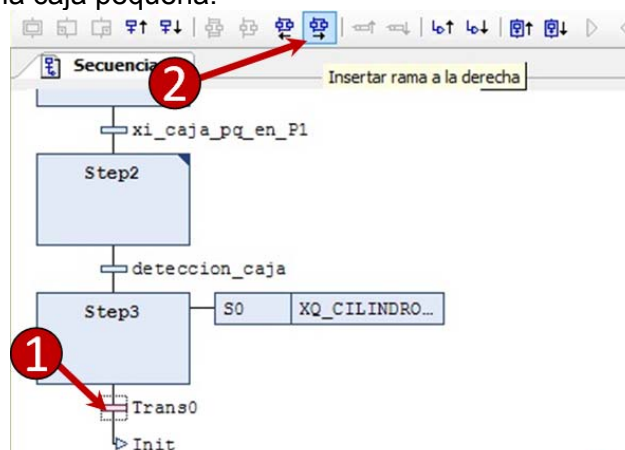 la caja pequeña.
Secuencia
2
Insertar rama a la derecha
xi_caja_pq_en_P1
Step2
deteccion_caja
Step3 S0 XQ_CILINDRO...
1
Trans0
Init